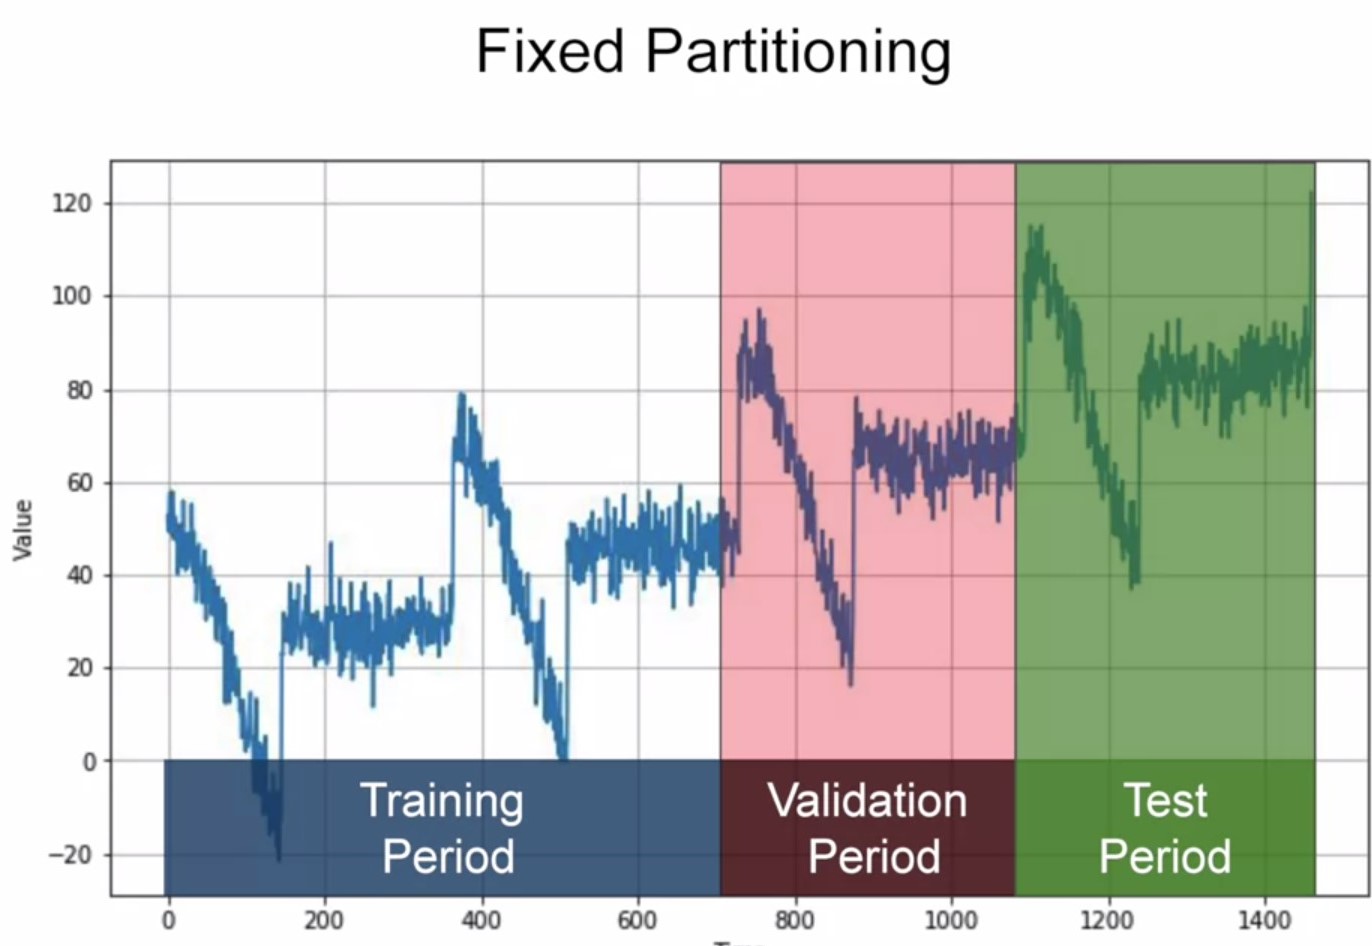 Fixed Partitioning
120
100
80
60
40
20
0
−20
Value
Training
Period
Validation
Period
Test
Period
0 200 400 600 800 1000 1200 1400